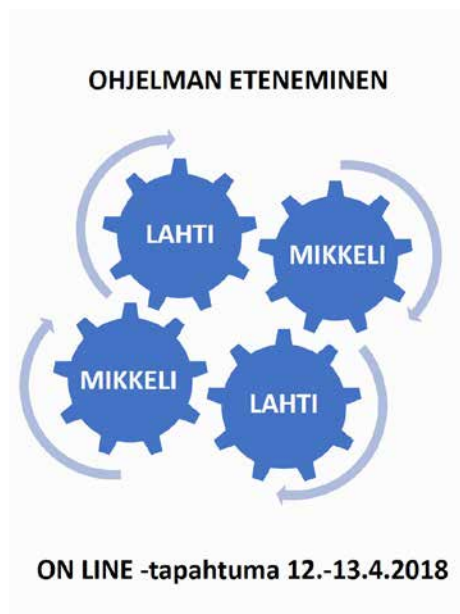 OHJELMAN ETENEMINEN
LAHTI
MIKKELI
MIKKELI
LAHTI
ON LINE -tapahtuma 12.-13.4.2018